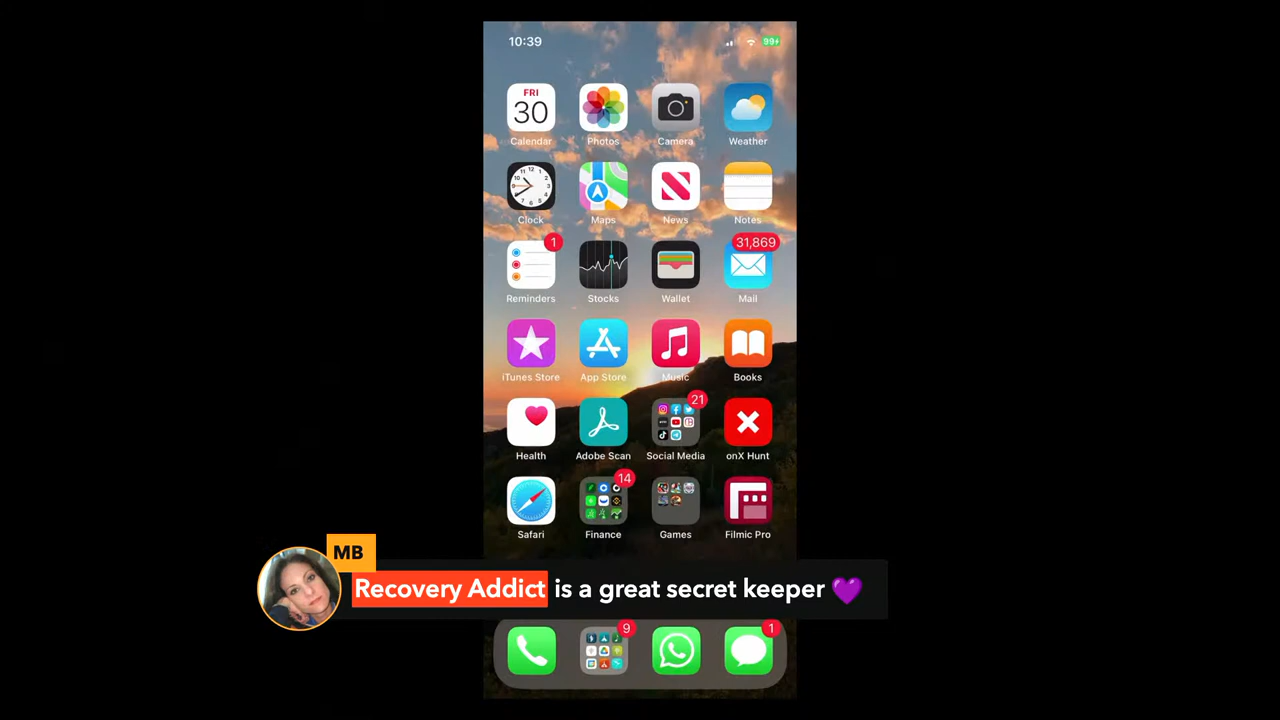 10:39
99
FRI
30
Calendar
Photos
Camera
Weather
Clock
Maps
News
Notes
1
31,869
Reminders
Stocks
Wallet
Mail
iTunes Store
App Store
Music
Books
21
Health
Adobe Scan
Social Media
onX Hunt
14
Safari
Finance
Games
Filmic Pro
MB
Recovery Addict is a great secret keeper 💜
9
1